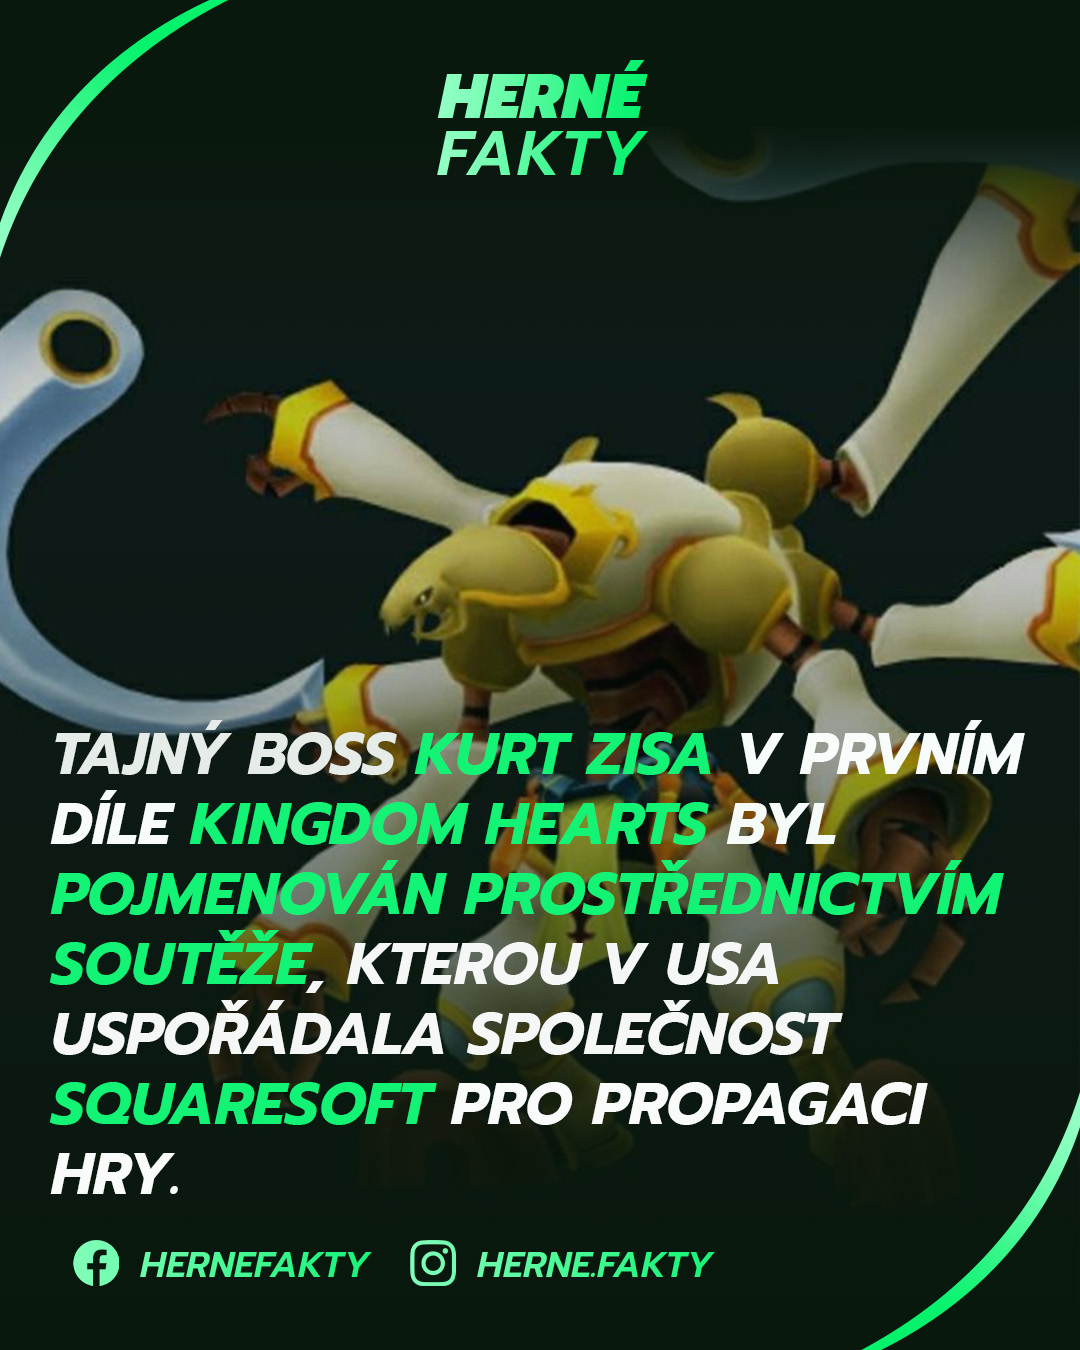 HERNÉ
FAKTY
TAJNÝ BOSS KURT ZISA V PRVNÍM
DÍLE KINGDOM HEARTS BYL
POJMENOVÁN PROSTŘEDNICTVÍM
SOUTĚŽE, KTEROU V USA
USPOŘÁDALA SPOLEČNOST
SQUARESOFT PRO PROPAGACI
HRY.
HERNEFAKTY HERNE.FAKTY